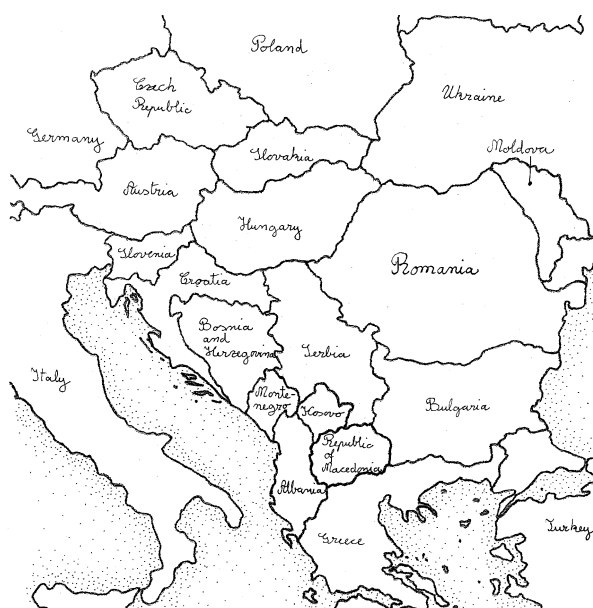 Poland
Czech
Republic
Ukraine
Germany
Slovakia
Moldova
Austria
Hungary
Slovenia
Romania
Croatia
Bosnia
and
Herzegovina
Serbia
Italy
Monte-
negro
Kosovo
Bulgaria
Republic
of
Macedonia
Albania
Greece
Turkey